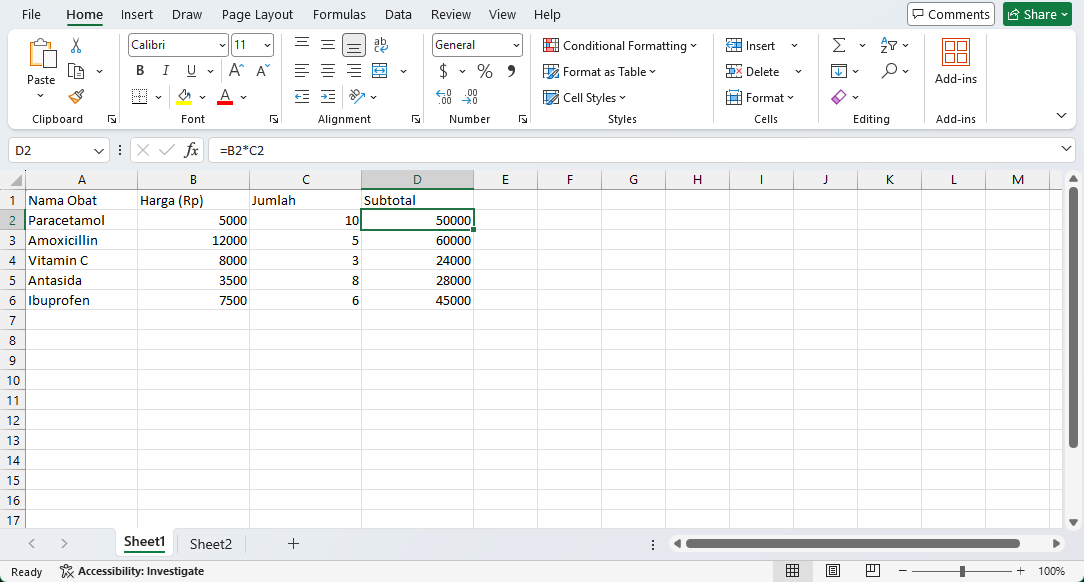 File Home Insert Draw Page Layout Formulas Data Review View Help Comments Share
Calibri 11 General Conditional Formatting Insert
Paste B I U Format as Table Delete Add-ins
Cell Styles Format
Clipboard Font Alignment Number Styles Cells Editing Add-ins
D2 fx =B2*C2
A B C D E F G H I J K L M
1 Nama Obat Harga (Rp) Jumlah Subtotal
2 Paracetamol 5000 10 50000
3 Amoxicillin 12000 5 60000
4 Vitamin C 8000 3 24000
5 Antasida 3500 8 28000
6 Ibuprofen 7500 6 45000
7
8
9
10
11
12
13
14
15
16
17
Sheet1 Sheet2
Ready Accessibility: Investigate 100%